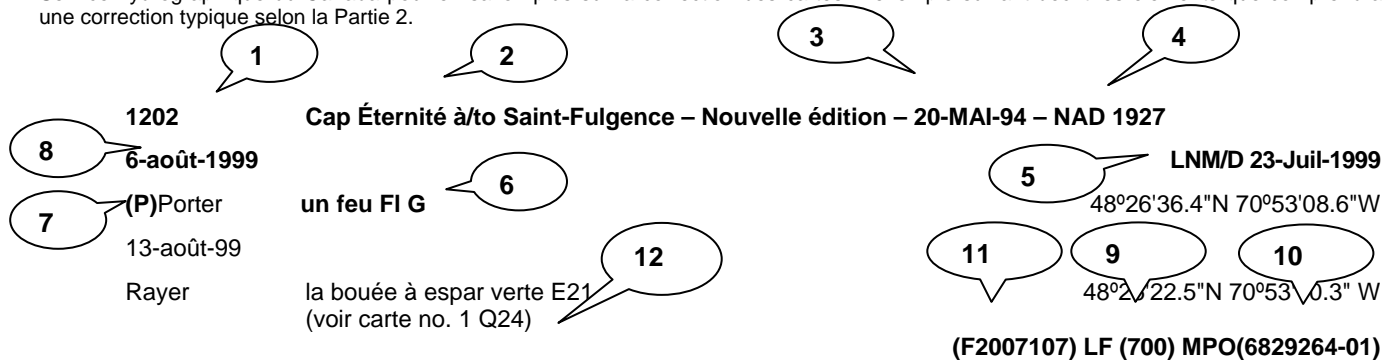 une correction typique selon la Partie 2.
1
2
3
4
1202 Cap Éternité à/to Saint-Fulgence – Nouvelle édition – 20-MAI-94 – NAD 1927
8
6-août-1999
5
LNM/D 23-Juil-1999
7
(P)Porter un feu Fl G
6
48º26'36.4"N 70º53'08.6"W
13-août-99
12
11
9
10
Rayer la bouée à espar verte E21
(voir carte no. 1 Q24)
(F2007107) LF (700) MPO(6829264-01)